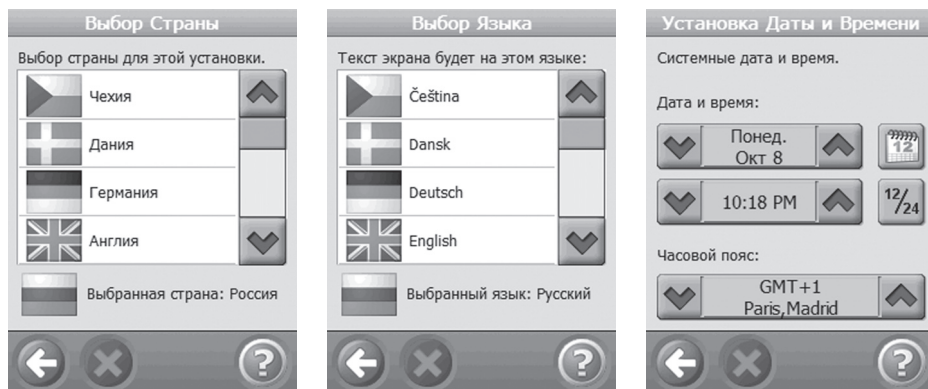 Выбор Страны
Выбор страны для этой установки.
Чехия
Дания
Германия
Англия
Выбранная страна: Россия
?
Выбор Языка
Текст экрана будет на этом языке:
Čeština
Dansk
Deutsch
English
Выбранный язык: Русский
?
Установка Даты и Времени
Системные дата и время.
Дата и время:
Понед.
Окт 8
12
10:18 PM
12/24
Часовой пояс:
GMT+1
Paris,Madrid
?